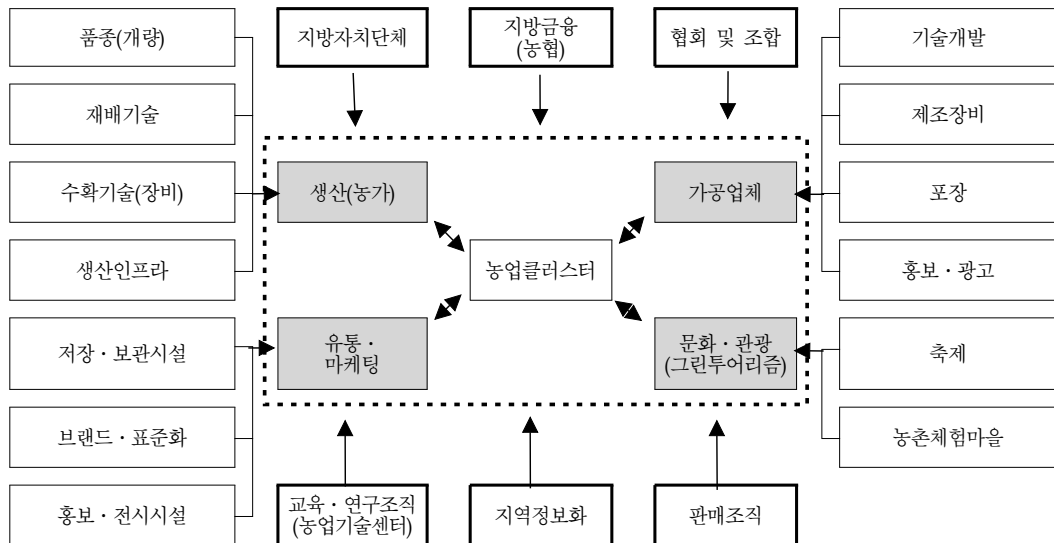 품종(개량)
지방자치단체
지방금융
(농협)
협회 및 조합
기술개발
재배기술
제조장비
수확기술(장비)
생산(농가)
가공업체
포장
생산인프라
농업클러스터
홍보·광고
저장·보관시설
유통·
마케팅
문화·관광
(그린투어리즘)
축제
브랜드·표준화
농촌체험마을
홍보·전시시설
교육·연구조직
(농업기술센터)
지역정보화
판매조직